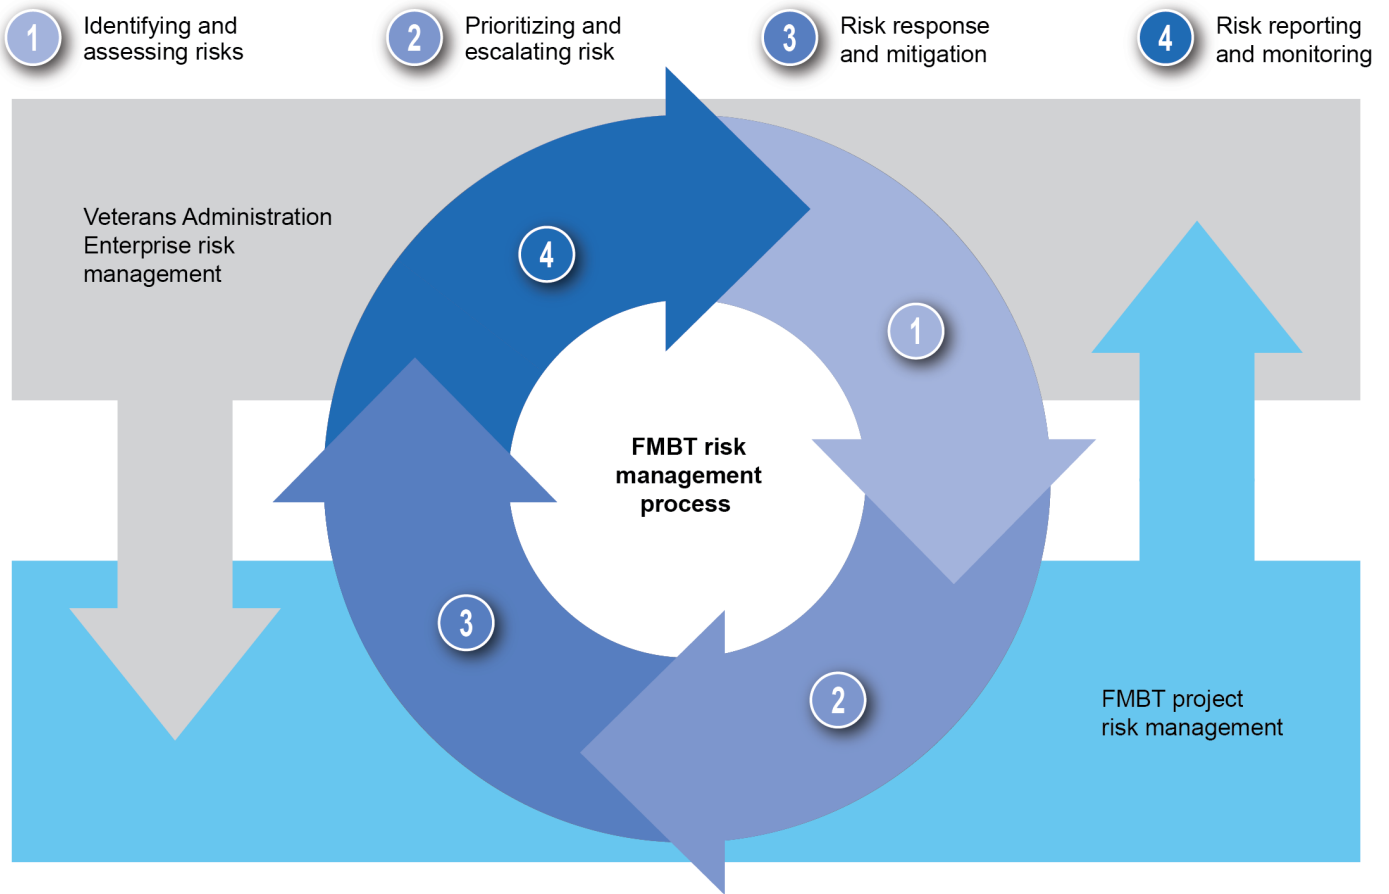 1
Identifying and
assessing risks
2
Prioritizing and
escalating risk
3
Risk response
and mitigation
4
Risk reporting
and monitoring
Veterans Administration
Enterprise risk
management
4
1
FMBT risk
management
process
3
2
FMBT project
risk management